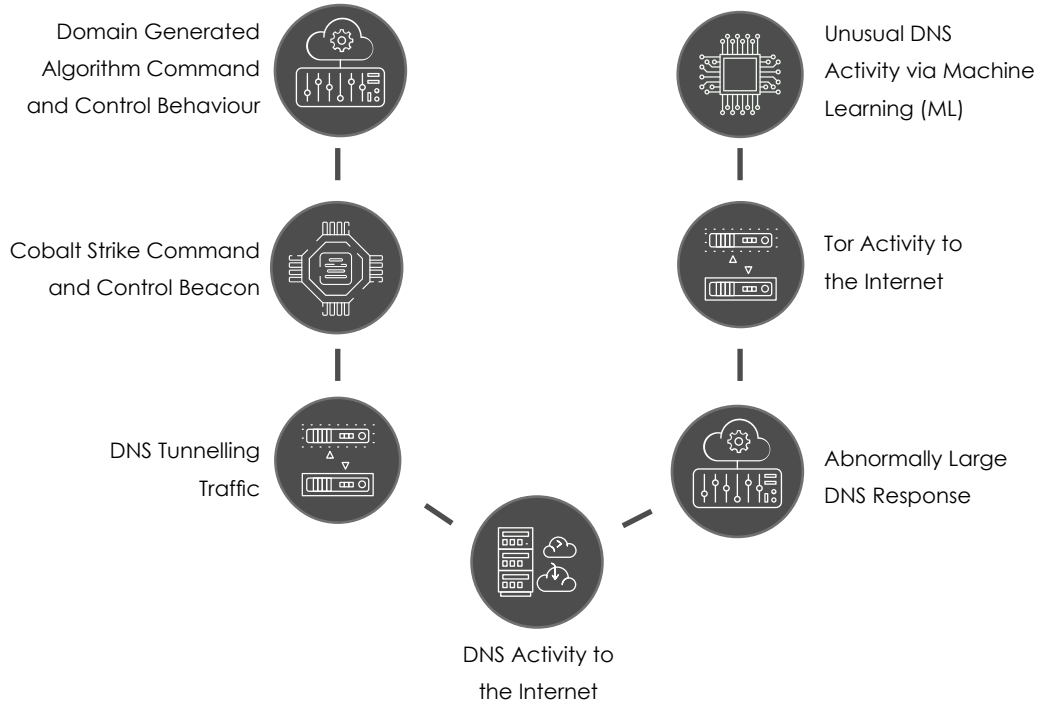 Domain Generated
Algorithm Command
and Control Behaviour
Cobalt Strike Command
and Control Beacon
DNS Tunnelling
Traffic
DNS Activity to
the Internet
Unusual DNS
Activity via Machine
Learning (ML)
Tor Activity to
the Internet
Abnormally Large
DNS Response